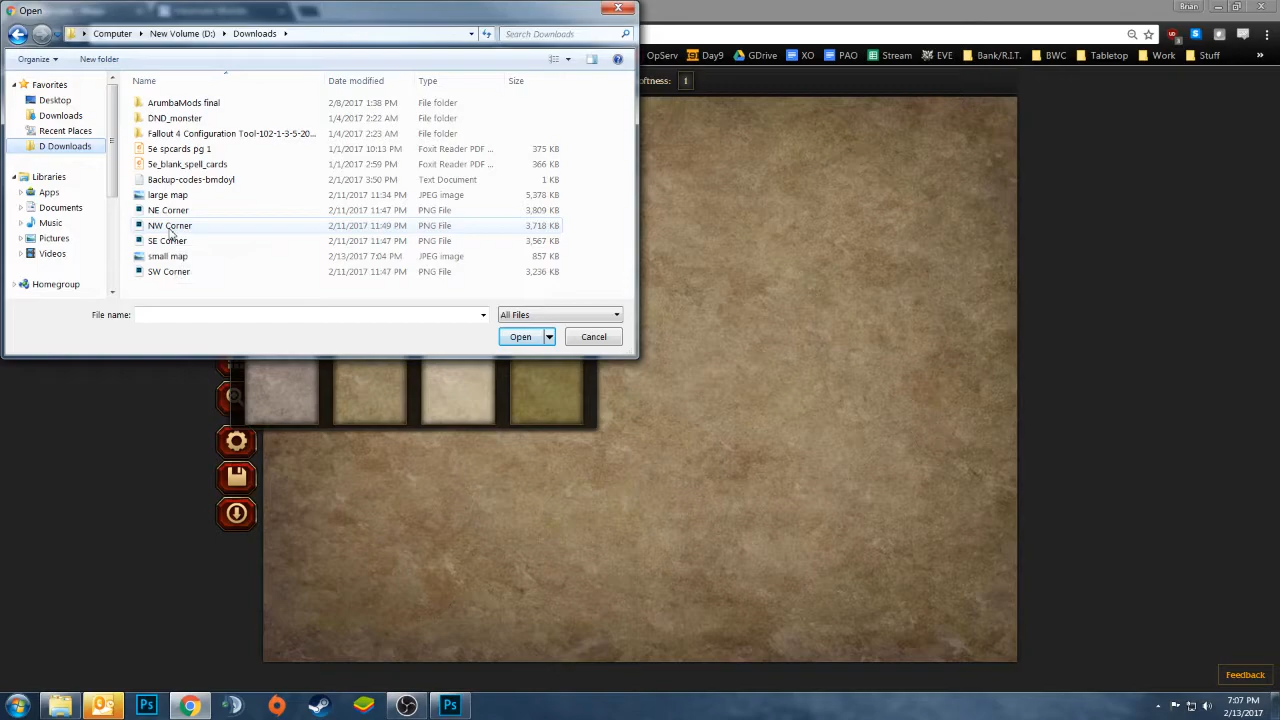 Open
Brian
Computer
New Volume (D:)
Downloads
Search Downloads
Organize
New folder
OpServ
Day9
GDrive
XO
PAO
Stream
EVE
Bank/R.I.T.
BWC
Tabletop
Work
Stuff
Favorites
Desktop
Downloads
Recent Places
D Downloads
Libraries
Apps
Documents
Music
Pictures
Videos
Homegroup
Name Date modified Type Size
ArumbaMods final 2/8/2017 1:38 PM File folder
DND_monster 1/4/2017 2:22 AM File folder
Fallout 4 Configuration Tool-102-1-3-5-20... 1/4/2017 2:23 AM File folder
5e spcards pg 1 1/1/2017 10:13 PM Foxit Reader PDF ... 375 KB
5e_blank_spell_cards 1/1/2017 2:59 PM Foxit Reader PDF ... 366 KB
Backup-codes-bmdoyl 2/1/2017 3:50 PM Text Document 1 KB
large map 2/11/2017 11:34 PM JPEG image 5,378 KB
NE Corner 2/11/2017 11:47 PM PNG File 3,809 KB
NW Corner 2/11/2017 11:49 PM PNG File 3,718 KB
SE Corner 2/11/2017 11:47 PM PNG File 3,567 KB
small map 2/13/2017 7:04 PM JPEG image 857 KB
SW Corner 2/11/2017 11:47 PM PNG File 3,236 KB
File name:
All Files
Open
Cancel
oftness: 1
Feedback
Ps
Ps
7:07 PM
2/13/2017